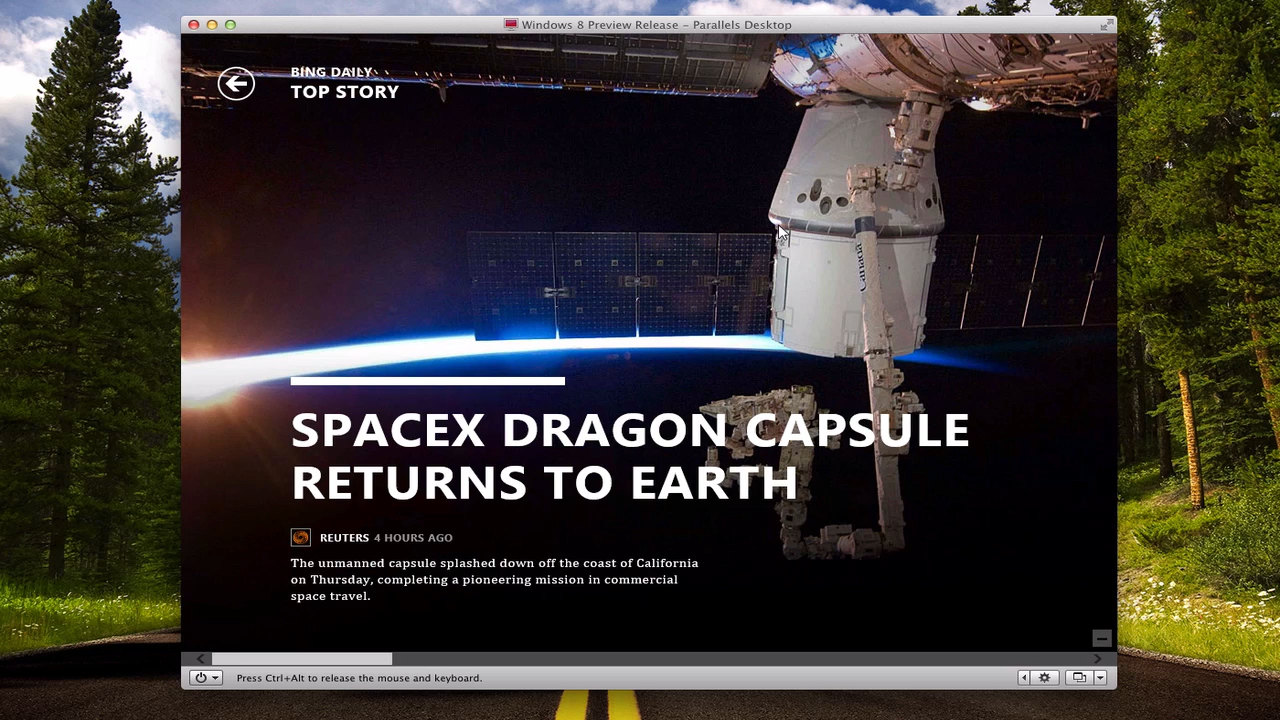 Windows 8 Preview Release – Parallels Desktop
BING DAILY
TOP STORY
Canada
SPACEX DRAGON CAPSULE
RETURNS TO EARTH
REUTERS 4 HOURS AGO
The unmanned capsule splashed down off the coast of California
on Thursday, completing a pioneering mission in commercial
space travel.
Press Ctrl+Alt to release the mouse and keyboard.